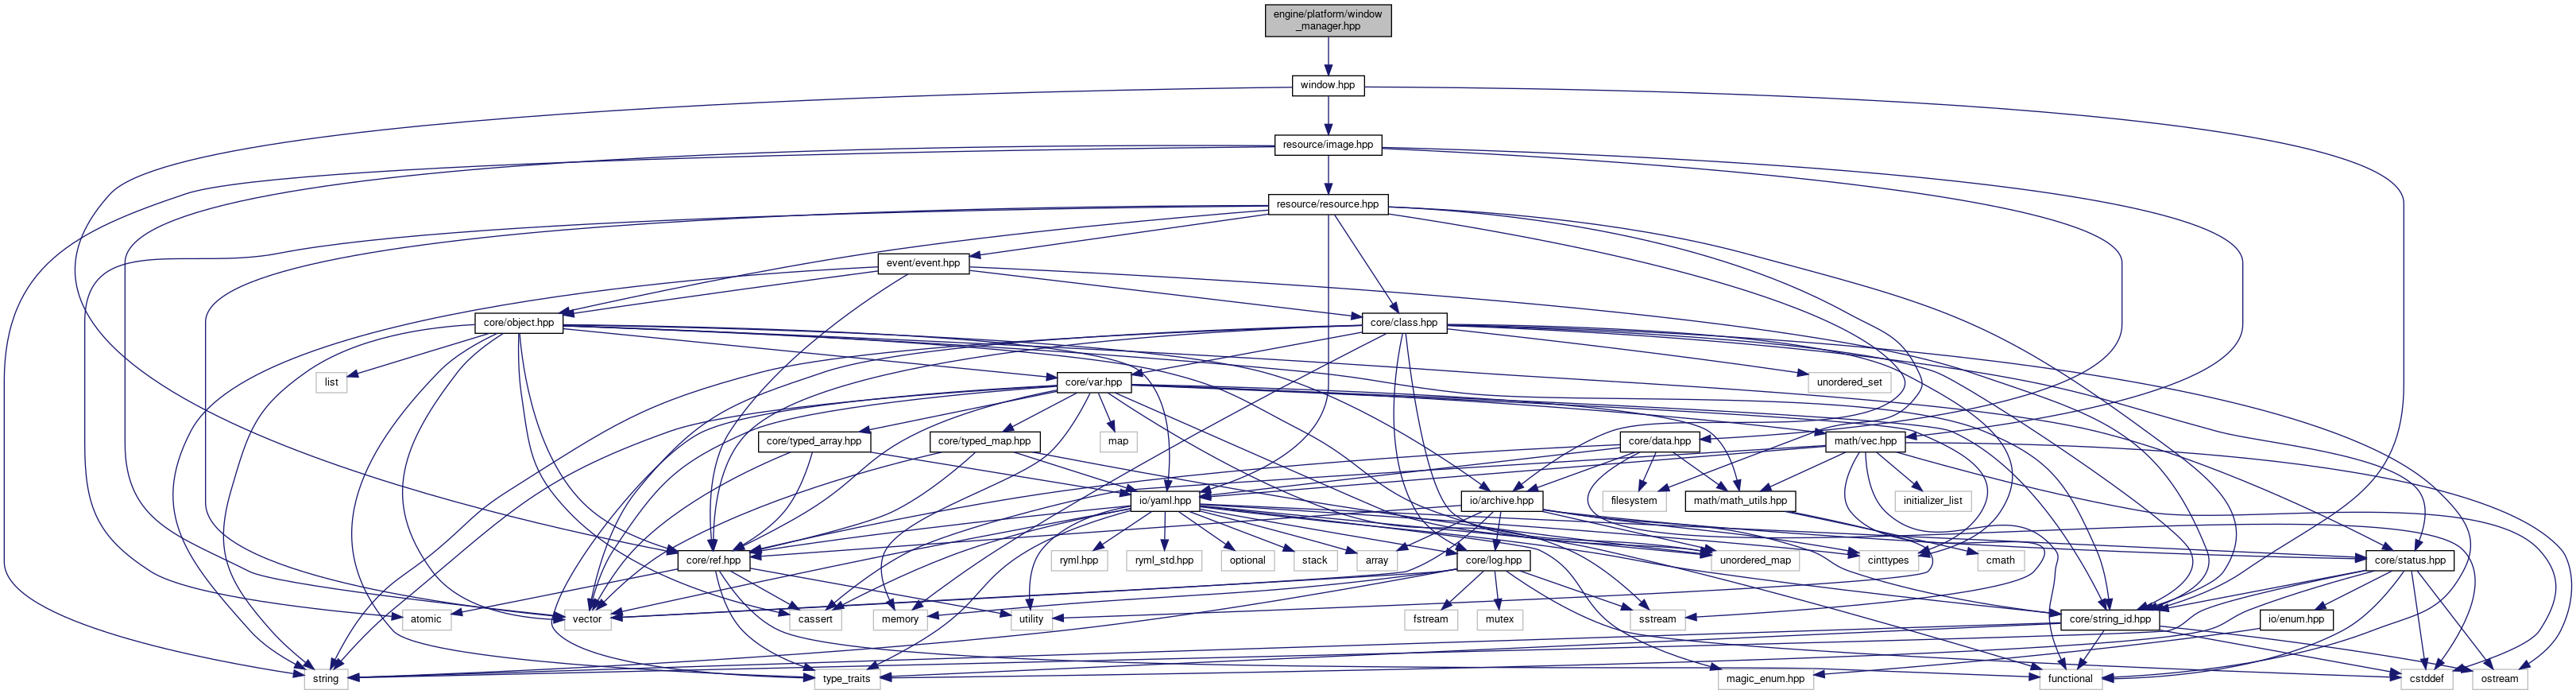 engine/platform/window
_manager.hpp
window.hpp
resource/image.hpp
resource/resource.hpp
event/event.hpp
core/object.hpp
core/class.hpp
list
core/var.hpp
unordered_set
core/typed_array.hpp
core/typed_map.hpp
map
core/data.hpp
math/vec.hpp
io/yaml.hpp
io/archive.hpp
filesystem
math/math_utils.hpp
initializer_list
core/ref.hpp
ryml.hpp
ryml_std.hpp
optional
stack
array
core/log.hpp
unordered_map
cinttypes
cmath
core/status.hpp
atomic
vector
cassert
memory
utility
fstream
mutex
sstream
core/string_id.hpp
io/enum.hpp
string
type_traits
magic_enum.hpp
functional
cstddef
ostream